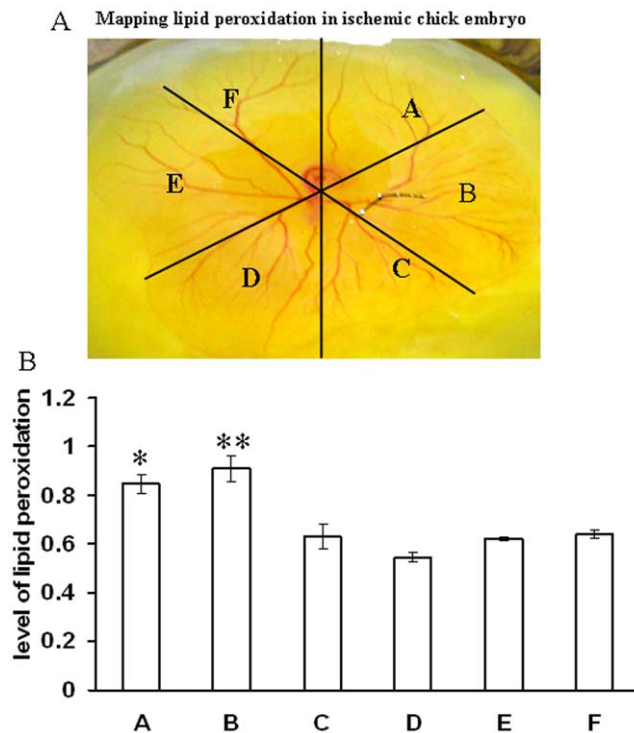 A Mapping lipid peroxidation in ischemic chick embryo
F
A
E
B
D
C
B
level of lipid peroxidation
1.2
1
0.8
0.6
0.4
0.2
0
* **
A B C D E F